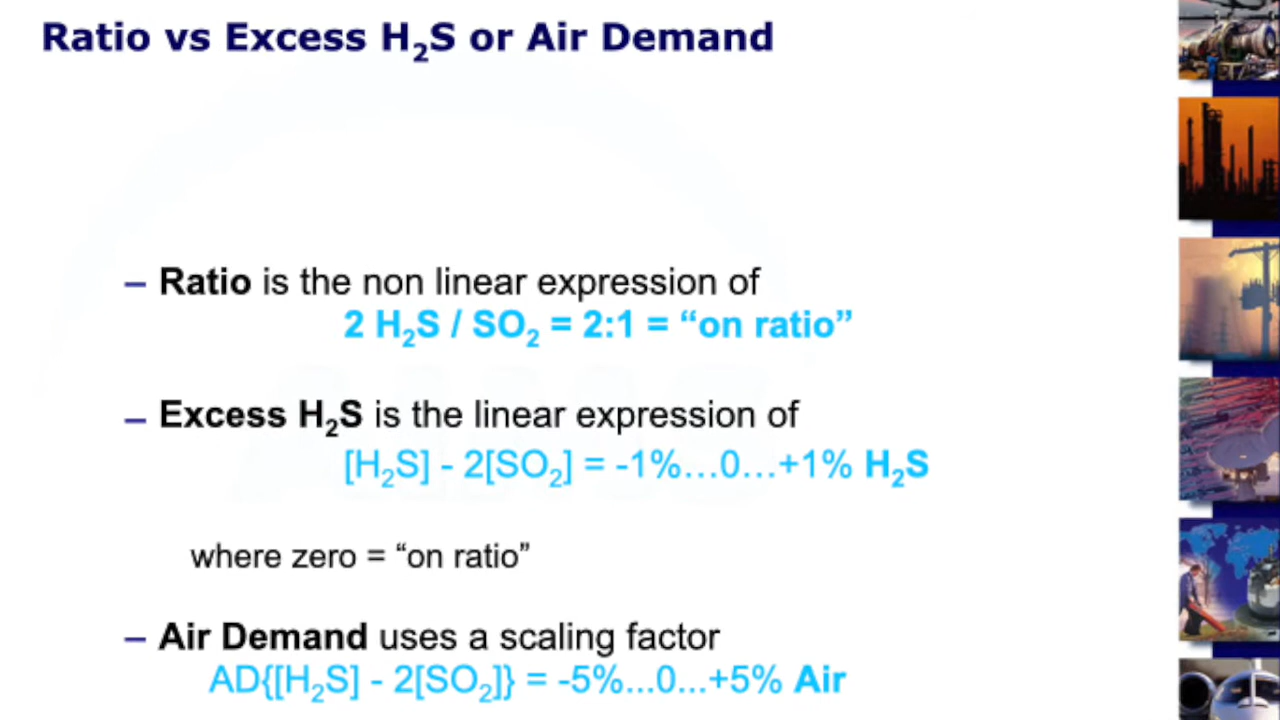 Ratio vs Excess H₂S or Air Demand
– Ratio is the non linear expression of
2 H₂S / SO₂ = 2:1 = “on ratio”
– Excess H₂S is the linear expression of
[H₂S] - 2[SO₂] = -1%…0…+1% H₂S
where zero = “on ratio”
– Air Demand uses a scaling factor
AD{[H₂S] - 2[SO₂]} = -5%...0...+5% Air